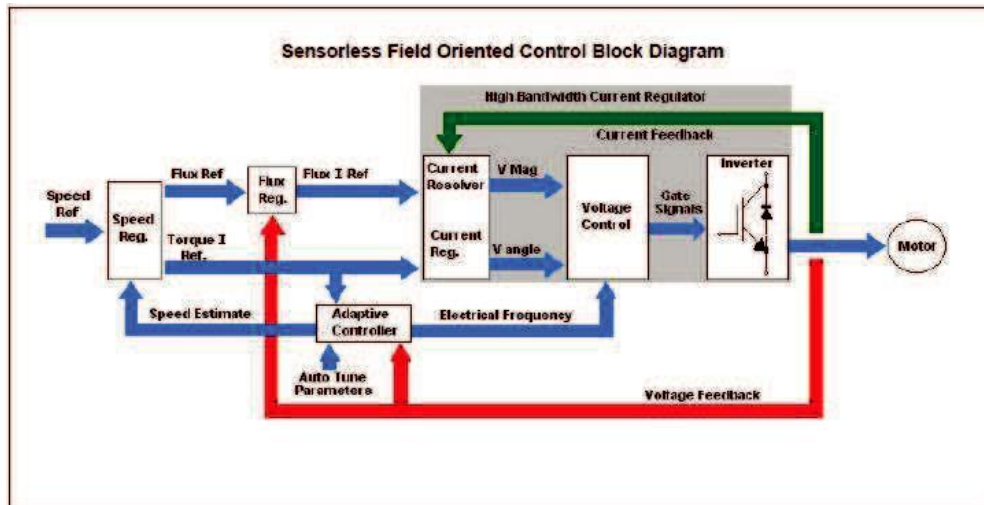 Sensorless Field Oriented Control Block Diagram
High Bandwidth Current Regulator
Current Feedback
Inverter
Flux Ref
Flux
Reg.
Flux I Ref
Current
Resolver
V Mag
Speed
Ref
Speed
Reg.
Voltage
Control
Gate
Signals
Torque I
Ref.
Current
Reg.
V angle
Motor
Speed Estimate
Adaptive
Controller
Electrical Frequency
Auto Tune
Parameters
Voltage Feedback